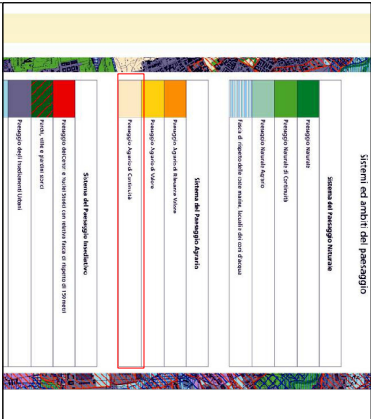 Sistemi ed ambiti del paesaggio
Sistema del Paesaggio Naturale
Paesaggio Naturale
Paesaggio Naturale di Continuità
Paesaggio Naturale Agrario
Fascia di rispetto delle coste marine, lacuali e dei corsi d'acqua
Sistema del Paesaggio Agrario
Paesaggio Agrario di Rilevante Valore
Paesaggio Agrario di Valore
Paesaggio Agrario di Continuità
Sistema del Paesaggio Insediativo
Paesaggio dei Centri e Nuclei Storici con relativa fascia di rispetto di 150 metri
Parchi, ville e giardini storici
Paesaggio degli Insediamenti Urbani